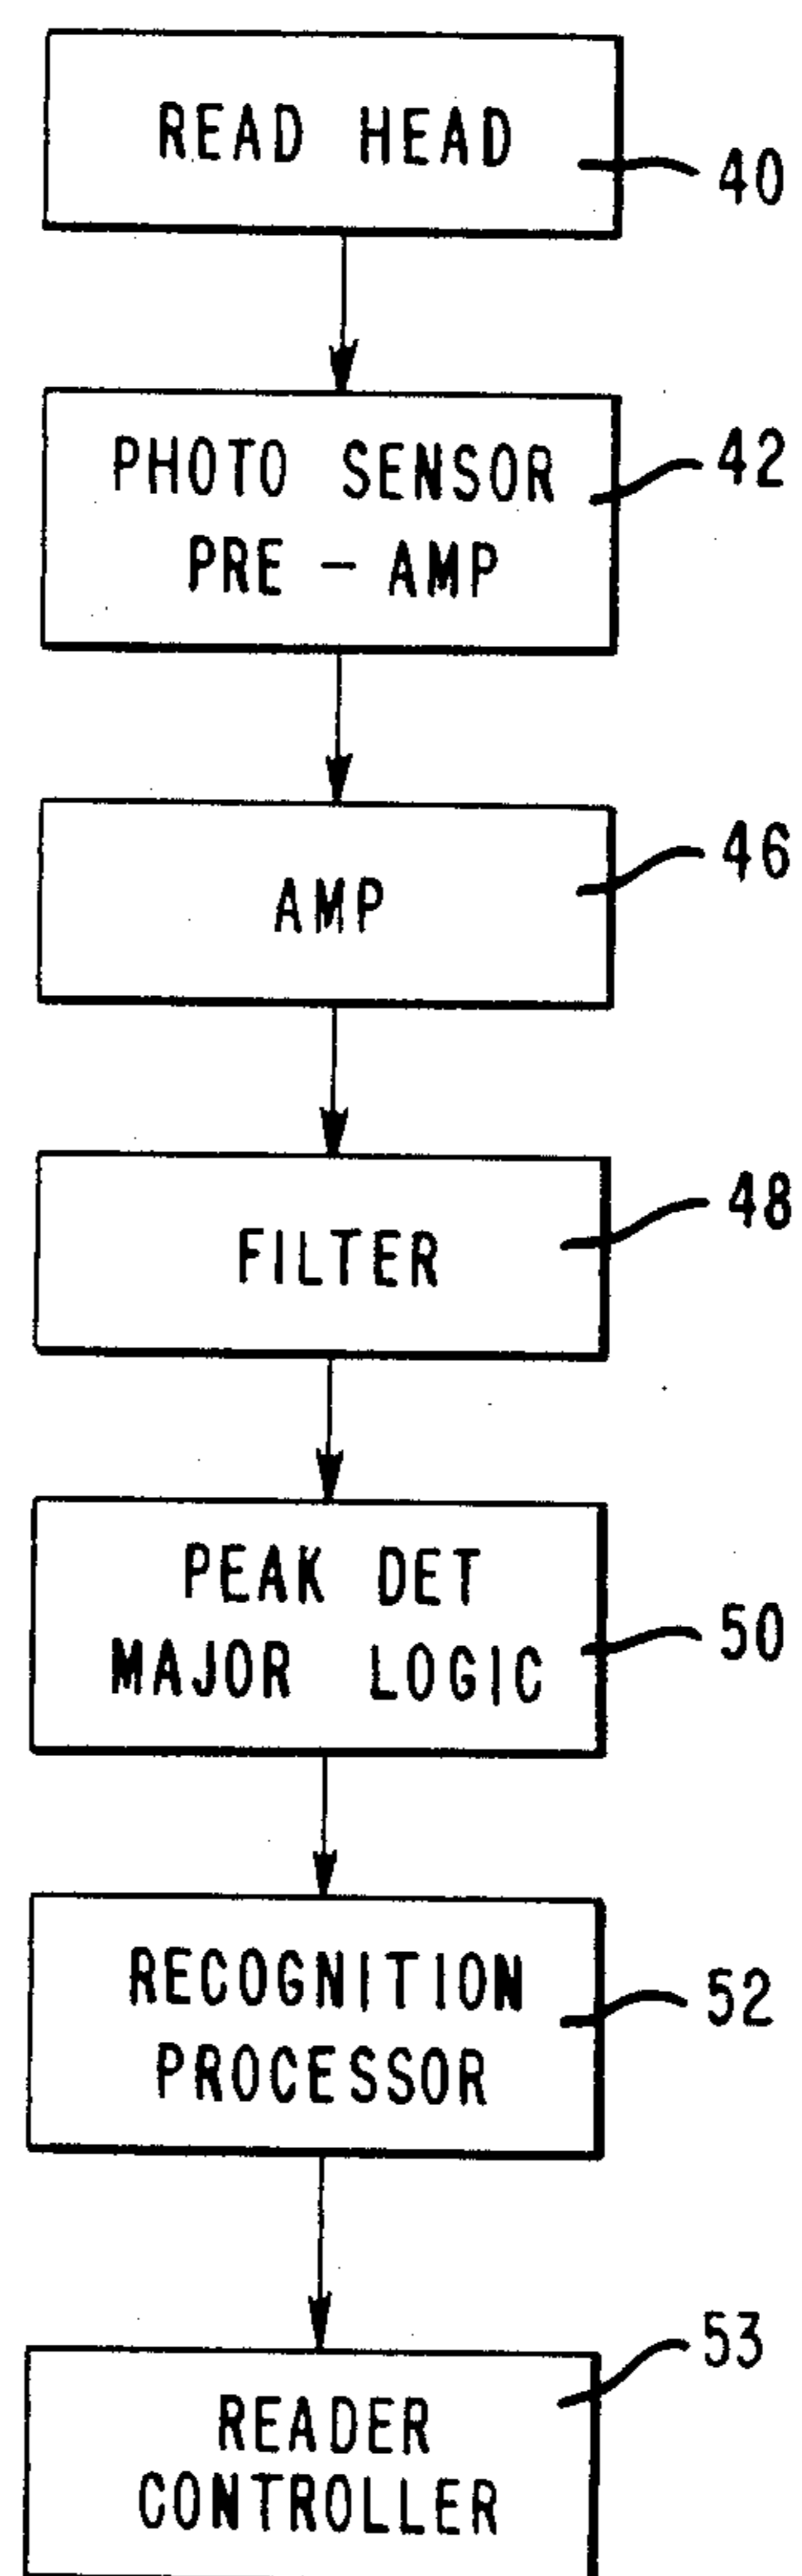 READ HEAD
40
PHOTO SENSOR
PRE - AMP
42
AMP
46
FILTER
48
PEAK DET
MAJOR LOGIC
50
RECOGNITION
PROCESSOR
52
READER
CONTROLLER
53